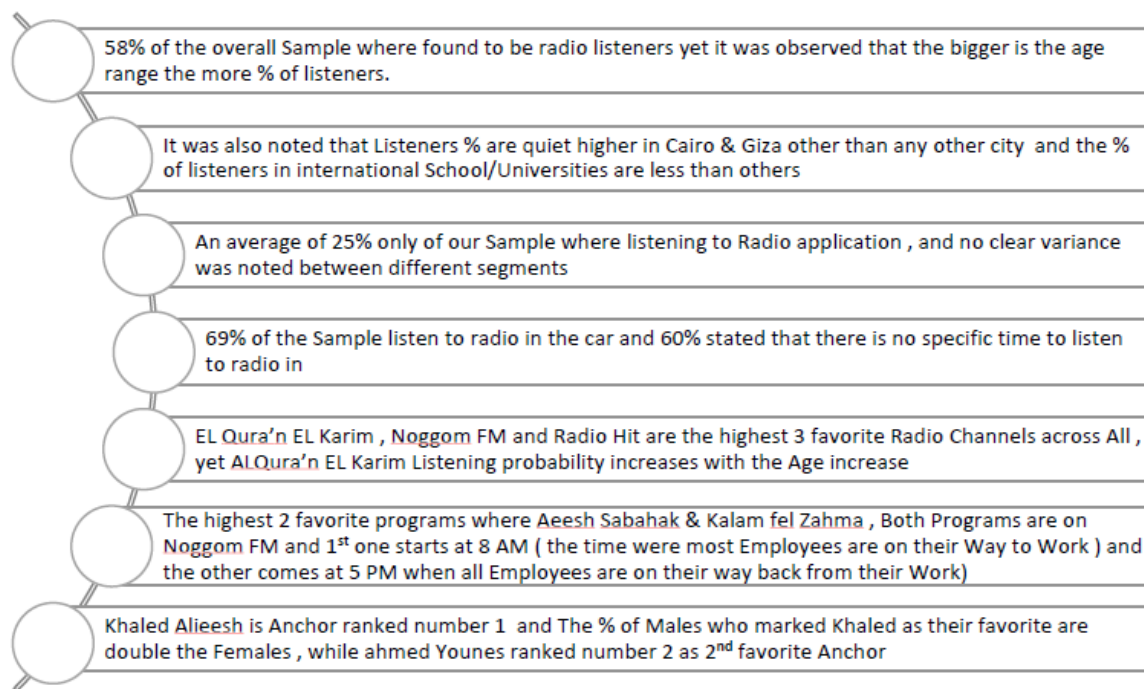 58% of the overall Sample where found to be radio listeners yet it was observed that the bigger is the age
range the more % of listeners.
It was also noted that Listeners % are quiet higher in Cairo & Giza other than any other city and the %
of listeners in international School/Universities are less than others
An average of 25% only of our Sample where listening to Radio application , and no clear variance
was noted between different segments
69% of the Sample listen to radio in the car and 60% stated that there is no specific time to listen
to radio in
EL Qura'n EL Karim , Noggom FM and Radio Hit are the highest 3 favorite Radio Channels across All ,
yet ALQura'n EL Karim Listening probability increases with the Age increase
The highest 2 favorite programs where Aeesh Sabahak & Kalam fel Zahma , Both Programs are on
Noggom FM and 1st one starts at 8 AM ( the time were most Employees are on their Way to Work ) and
the other comes at 5 PM when all Employees are on their way back from their Work)
Khaled Alieesh is Anchor ranked number 1 and The % of Males who marked Khaled as their favorite are
double the Females , while ahmed Younes ranked number 2 as 2nd favorite Anchor